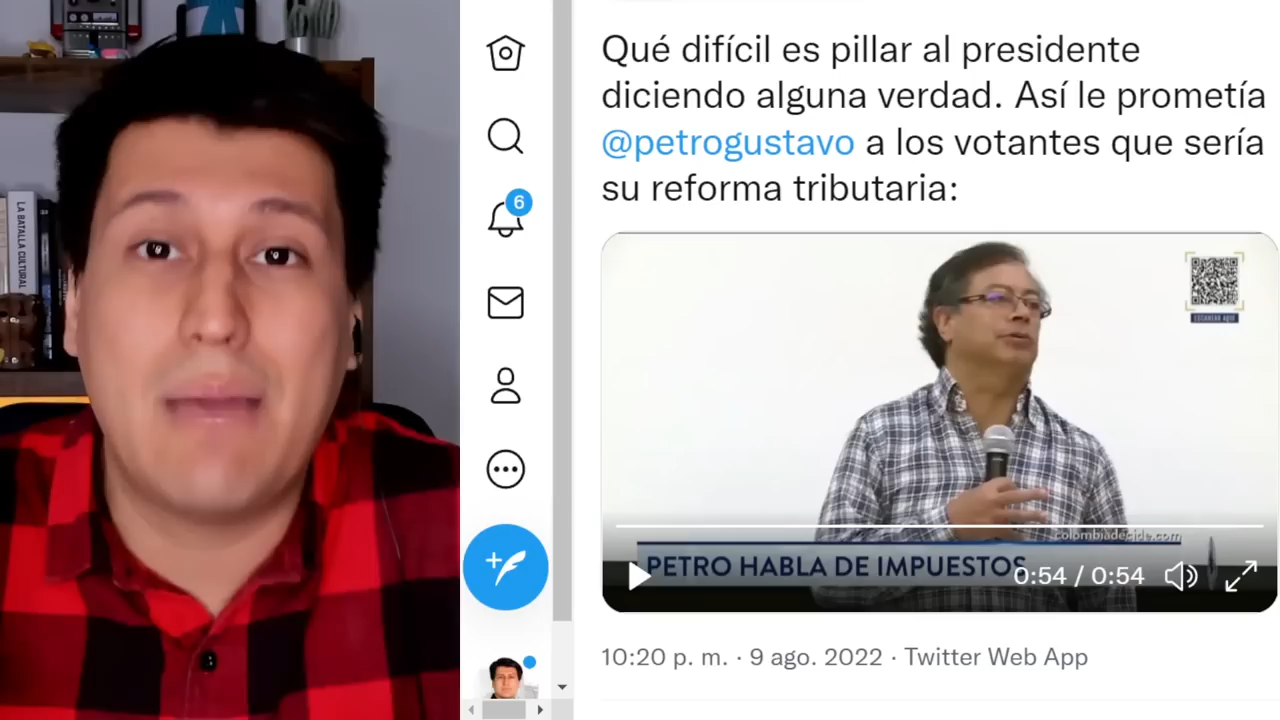 LA BATALLA CULTURAL
6
Qué difícil es pillar al presidente
diciendo alguna verdad. Así le prometía
@petrogustavo a los votantes que sería
su reforma tributaria:
ESCANEAR AQUÍ
colombiadecide.com
PETRO HABLA DE IMPUESTOS
0:54 / 0:54
10:20 p. m. · 9 ago. 2022 · Twitter Web App